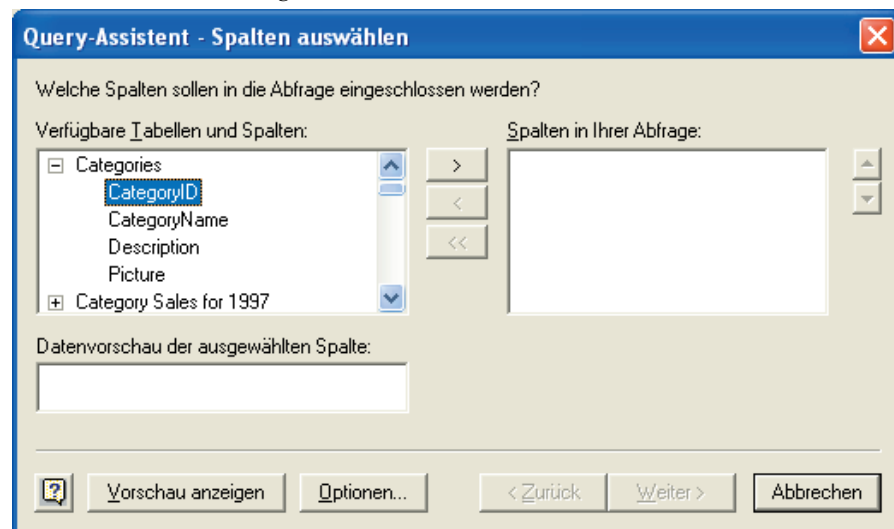 Query-Assistent - Spalten auswählen
Welche Spalten sollen in die Abfrage eingeschlossen werden?
Verfügbare Tabellen und Spalten:
Spalten in Ihrer Abfrage:
Categories
CategoryID
CategoryName
Description
Picture
Category Sales for 1997
>
<
<<
Datenvorschau der ausgewählten Spalte:
Vorschau anzeigen
Optionen...
< Zurück
Weiter >
Abbrechen